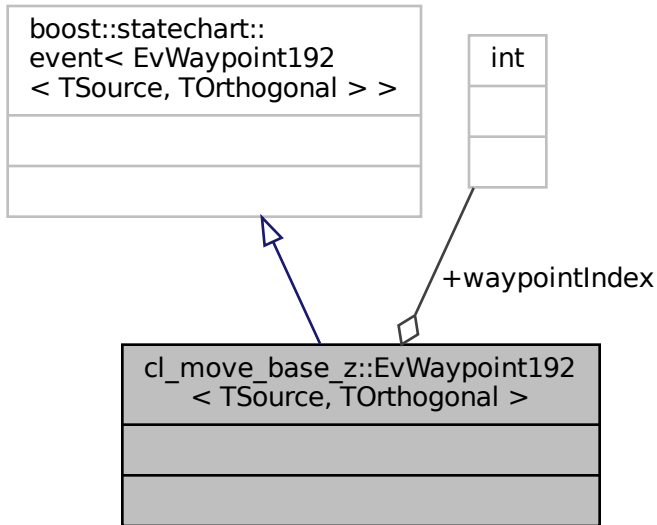 boost::statechart::
event< EvWaypoint192
< TSource, TOrthogonal > >
int
+waypointIndex
cl_move_base_z::EvWaypoint192
< TSource, TOrthogonal >